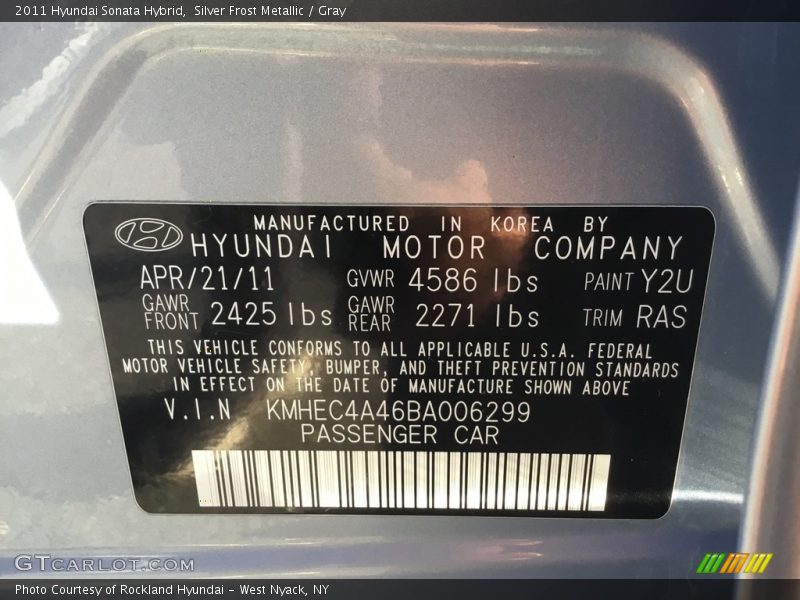 2011 Hyundai Sonata Hybrid,  Silver Frost Metallic / Gray
MANUFACTURED IN KOREA BY
HYUNDAI MOTOR COMPANY
APR/21/11 GVWR 4586 lbs PAINT Y2U
GAWR FRONT 2425 lbs GAWR REAR 2271 lbs TRIM RAS
THIS VEHICLE CONFORMS TO ALL APPLICABLE U.S.A. FEDERAL
MOTOR VEHICLE SAFETY, BUMPER, AND THEFT PREVENTION STANDARDS
IN EFFECT ON THE DATE OF MANUFACTURE SHOWN ABOVE
V.I.N KMHEC4A46BA006299
PASSENGER CAR
GTCARLOT.COM
Photo Courtesy of Rockland Hyundai - West Nyack, NY